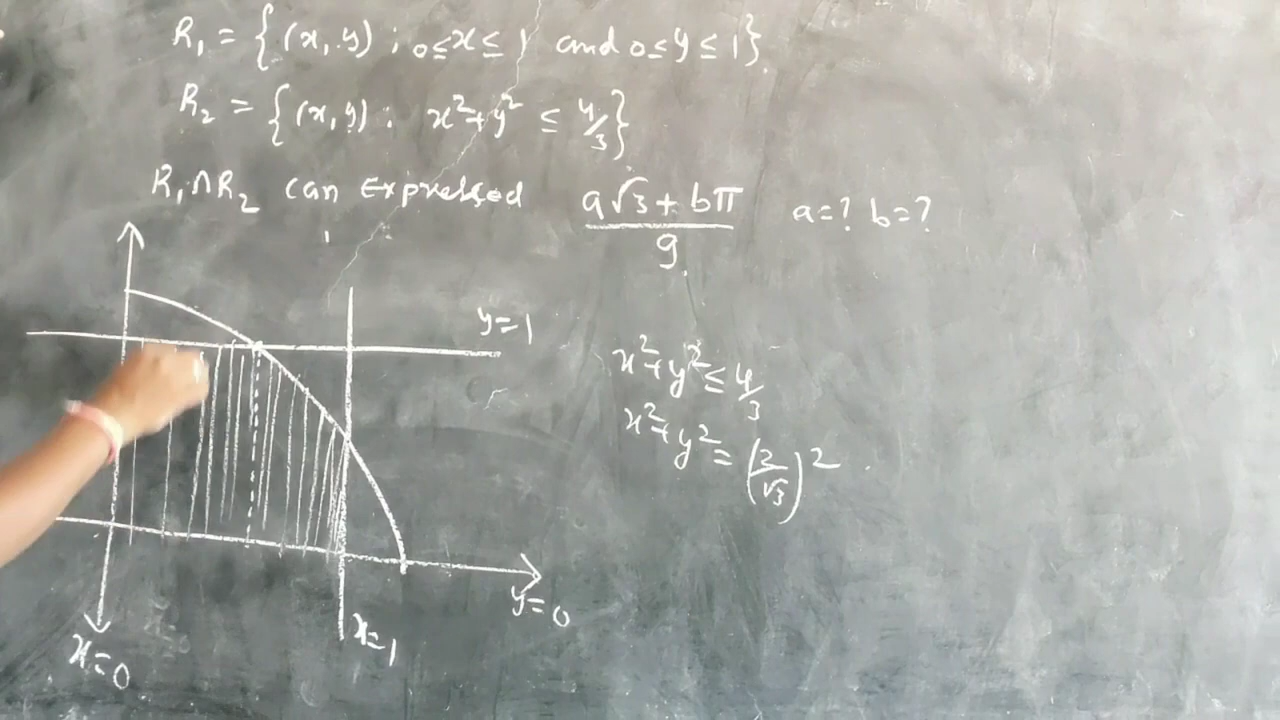 R₁ = {(x, y) ; 0 ≤ x ≤ 1 and 0 ≤ y ≤ 1}
R₂ = {(x, y) : x² + y² ≤ 4/3}
R₁∩R₂ can expressed (a√3 + bπ)/9 a=? b=?
y=1
x² + y² ≤ 4/3
x² + y² = (2/√3)²
y=0
x=1
x=0